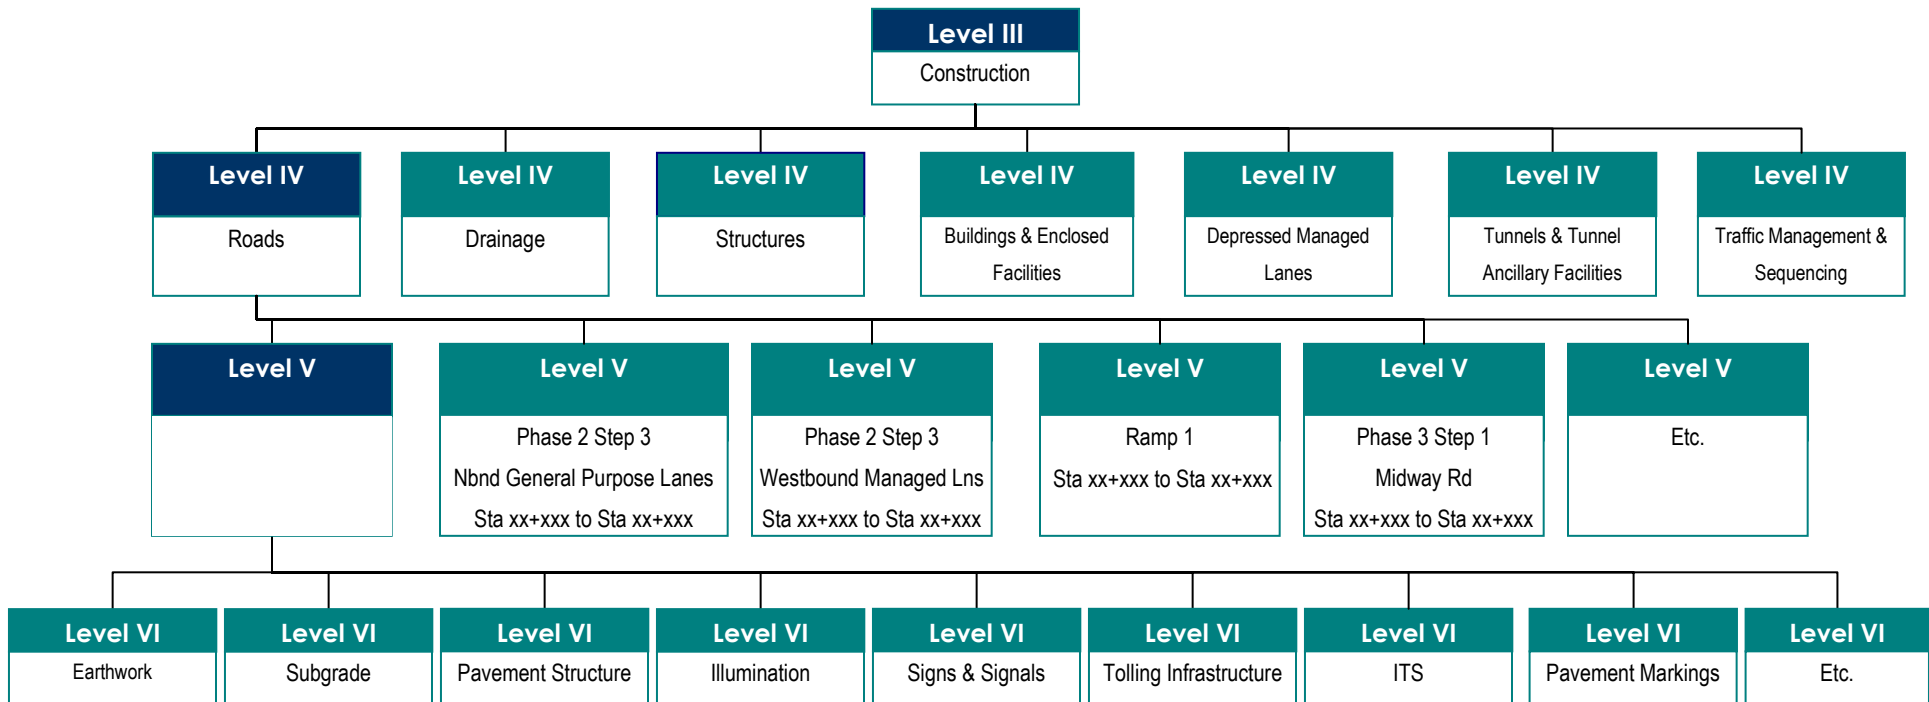 Level III
Construction
Level IV
Roads
Level IV
Drainage
Level IV
Structures
Level IV
Buildings & Enclosed
Facilities
Level IV
Depressed Managed
Lanes
Level IV
Tunnels & Tunnel
Ancillary Facilities
Level IV
Traffic Management &
Sequencing
Level V
Level V
Phase 2 Step 3
Nbnd General Purpose Lanes
Sta xx+xxx to Sta xx+xxx
Level V
Phase 2 Step 3
Westbound Managed Lns
Sta xx+xxx to Sta xx+xxx
Level V
Ramp 1
Sta xx+xxx to Sta xx+xxx
Level V
Phase 3 Step 1
Midway Rd
Sta xx+xxx to Sta xx+xxx
Level V
Etc.
Level VI
Earthwork
Level VI
Subgrade
Level VI
Pavement Structure
Level VI
Illumination
Level VI
Signs & Signals
Level VI
Tolling Infrastructure
Level VI
ITS
Level VI
Pavement Markings
Level VI
Etc.